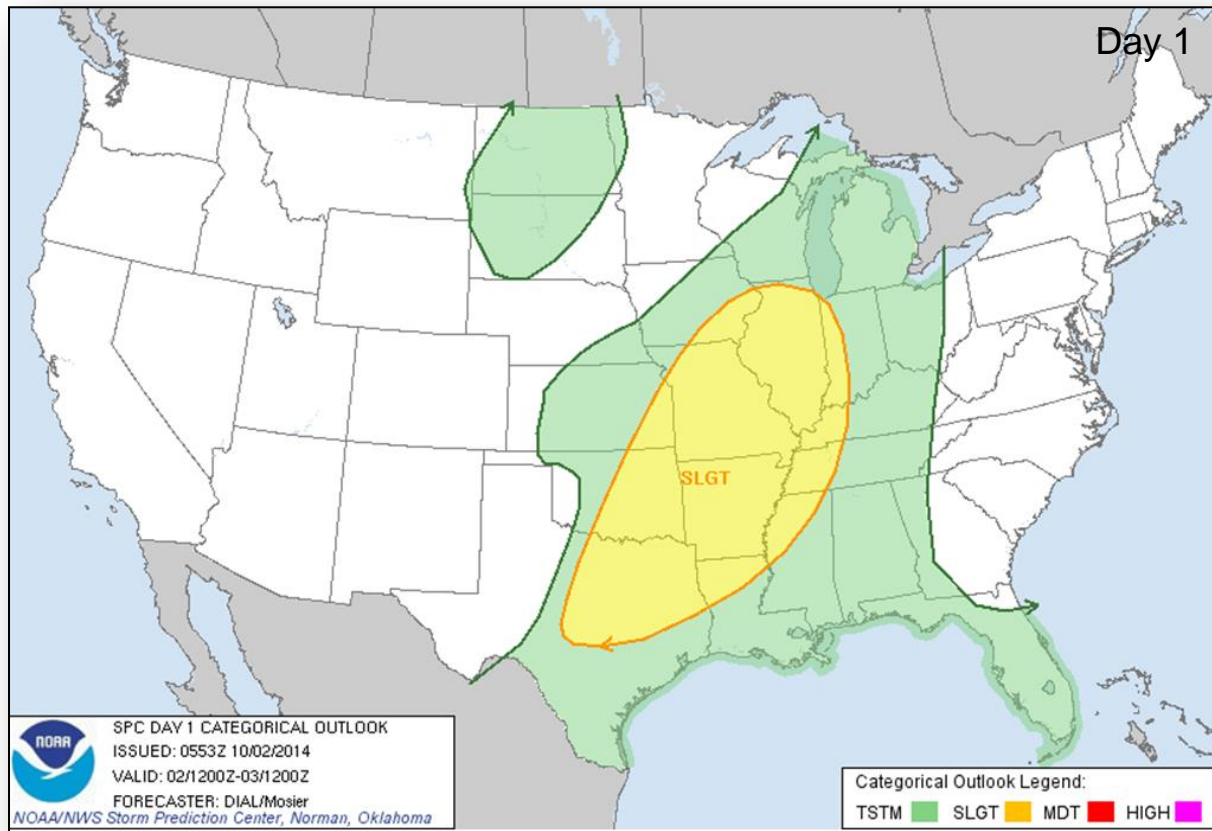 Day 1
SLGT
NOAA
SPC DAY 1 CATEGORICAL OUTLOOK
ISSUED: 0553Z 10/02/2014
VALID: 02/1200Z-03/1200Z
FORECASTER: DIAL/Mosier
NOAA/NWS Storm Prediction Center, Norman, Oklahoma
Categorical Outlook Legend:
TSTM SLGT MDT HIGH